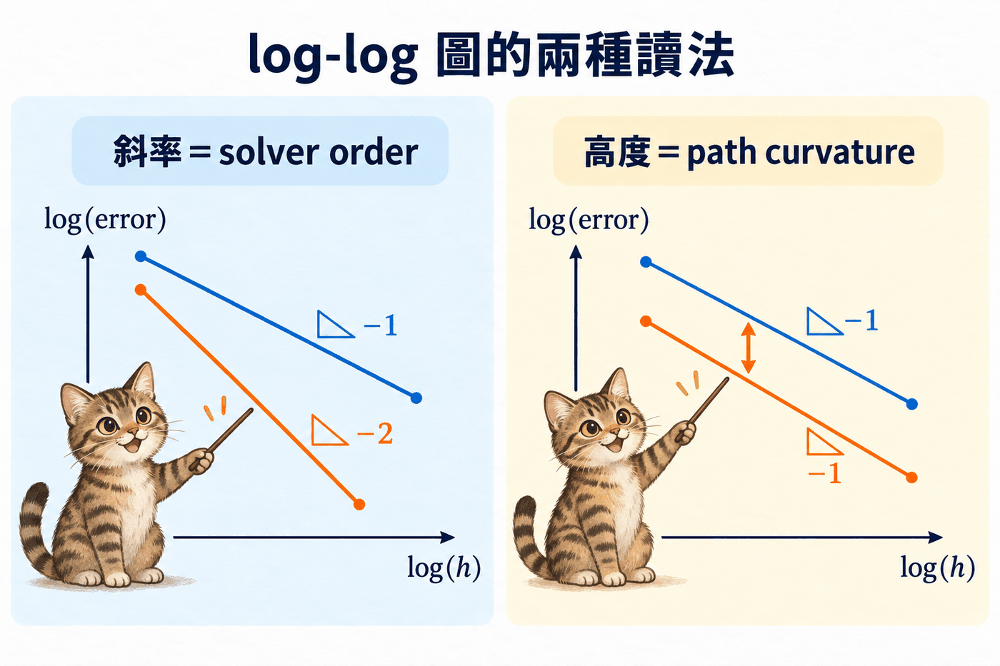 log-log 圖的兩種讀法
斜率＝solver order
log(error)
−1
−2
log(h)
高度＝path curvature
log(error)
−1
−1
log(h)